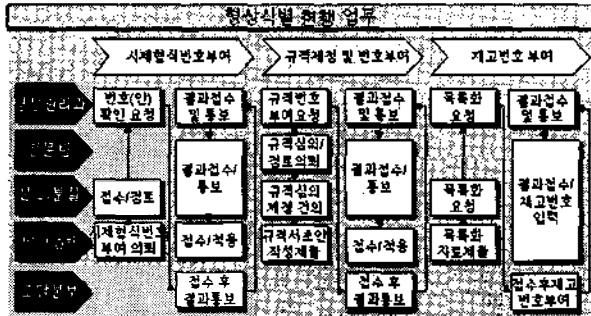 형상식별 현행 업무
시제형식번호부여
규격제정 및 번호부여
재고번호 부여
번호(안)
확인 요청
결과접수
및 통보
규격번호
부여요청
결과접수
및 통보
목록화
요청
결과접수
및 통보
규격심의/
검토의뢰
접수/검토
결과접수/
통보
규격심의
제정 건의
결과접수/
통보
목록화
요청
결과접수/
재고번호
입력
시제형식번호
부여 의뢰
접수/적용
규격서초안
작성제출
접수/적용
목록화
자료제출
접수 후
결과통보
접수 후
결과통보
접수후재고
번호부여